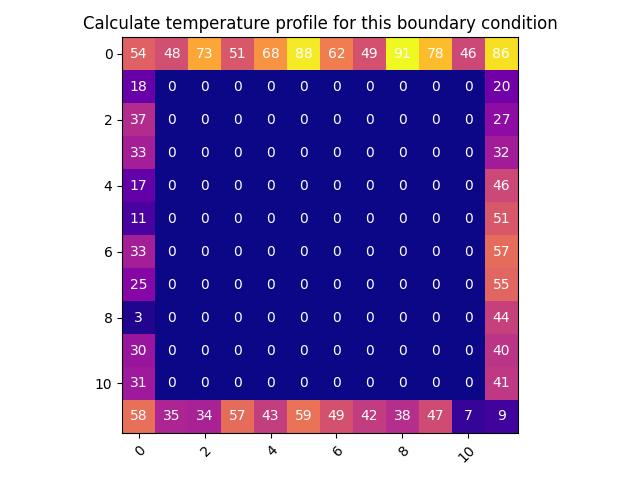 Calculate temperature profile for this boundary condition
0 54 48 73 51 68 88 62 49 91 78 46 86
18 0 0 0 0 0 0 0 0 0 0 20
2 37 0 0 0 0 0 0 0 0 0 0 27
33 0 0 0 0 0 0 0 0 0 0 32
4 17 0 0 0 0 0 0 0 0 0 0 46
11 0 0 0 0 0 0 0 0 0 0 51
6 33 0 0 0 0 0 0 0 0 0 0 57
25 0 0 0 0 0 0 0 0 0 0 55
8 3 0 0 0 0 0 0 0 0 0 0 44
30 0 0 0 0 0 0 0 0 0 0 40
10 31 0 0 0 0 0 0 0 0 0 0 41
58 35 34 57 43 59 49 42 38 47 7 9
0 2 4 6 8 10